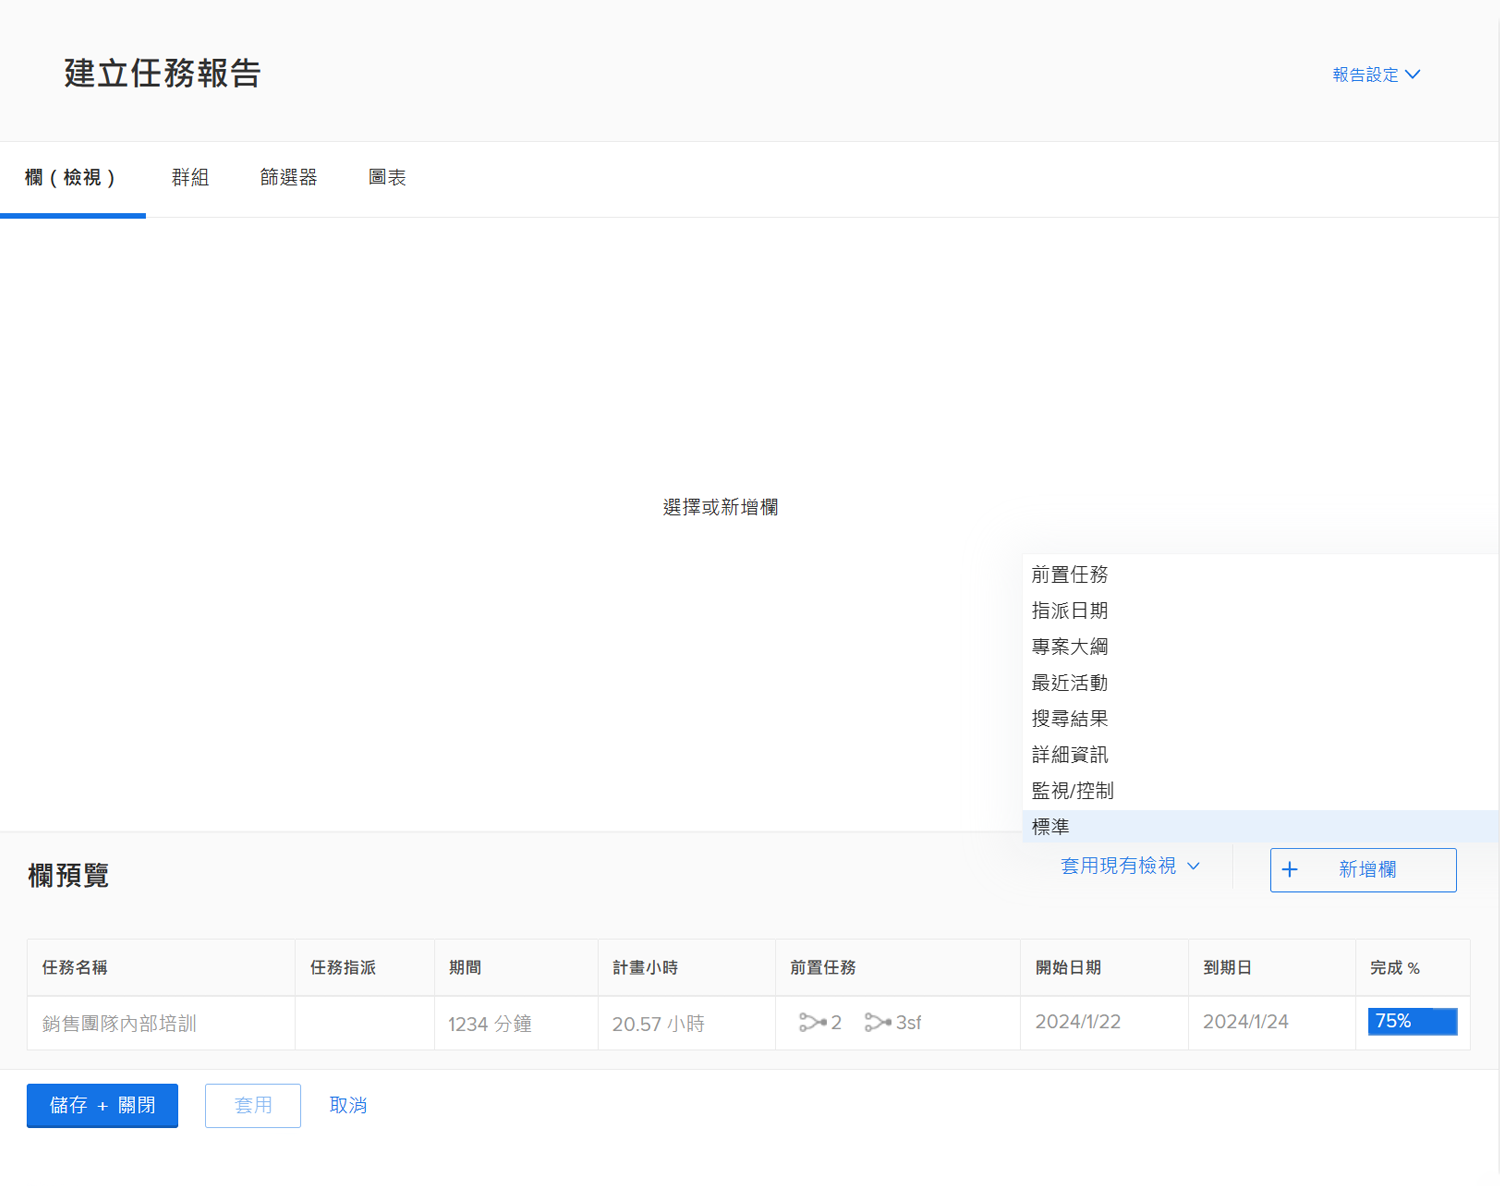 建立任務報告
報告設定
欄 ( 檢視 )
群組
篩選器
圖表
選擇或新增欄
前置任務
指派日期
專案大綱
最近活動
搜尋結果
詳細資訊
監視/控制
標準
欄預覽
套用現有檢視
新增欄
任務名稱 任務指派 期間 計畫小時 前置任務 開始日期 到期日 完成 %
銷售團隊內部培訓 1234 分鐘 20.57 小時 2 3sf 2024/1/22 2024/1/24 75%
儲存 + 關閉
套用
取消